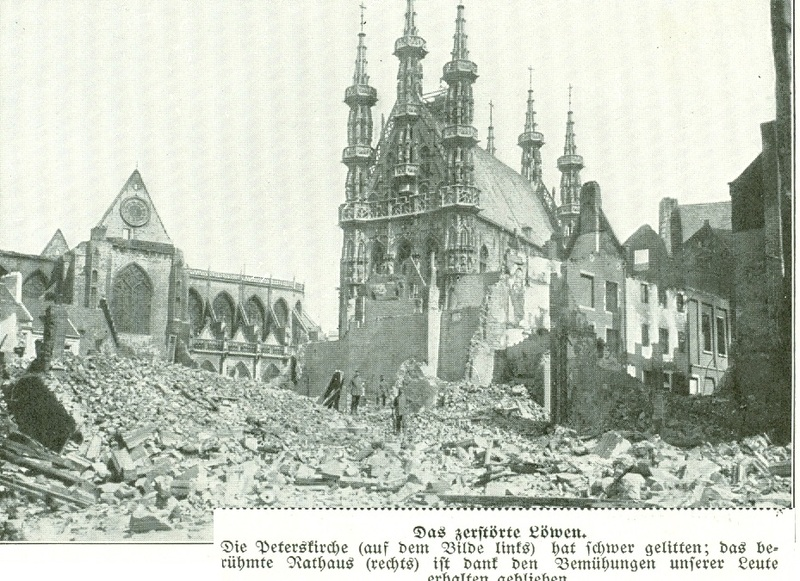 Das zerstörte Löwen.
Die Peterskirche (auf dem Bilde links) hat schwer gelitten; das be-
rühmte Rathaus (rechts) ist dank den Bemühungen unserer Leute
erhalten geblieben.